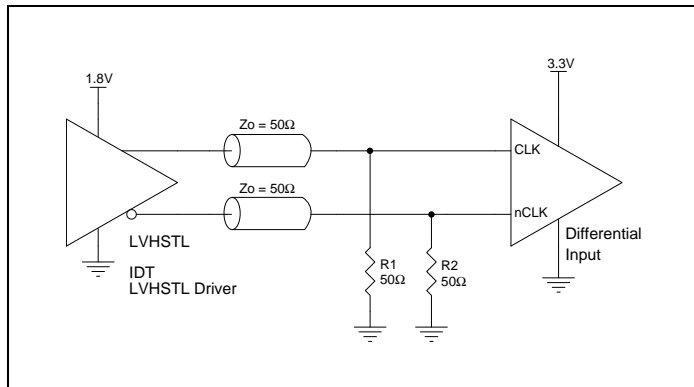 1.8V
3.3V
Zo = 50Ω
CLK
Zo = 50Ω
nCLK
LVHSTL
IDT
LVHSTL Driver
R1
50Ω
R2
50Ω
Differential
Input